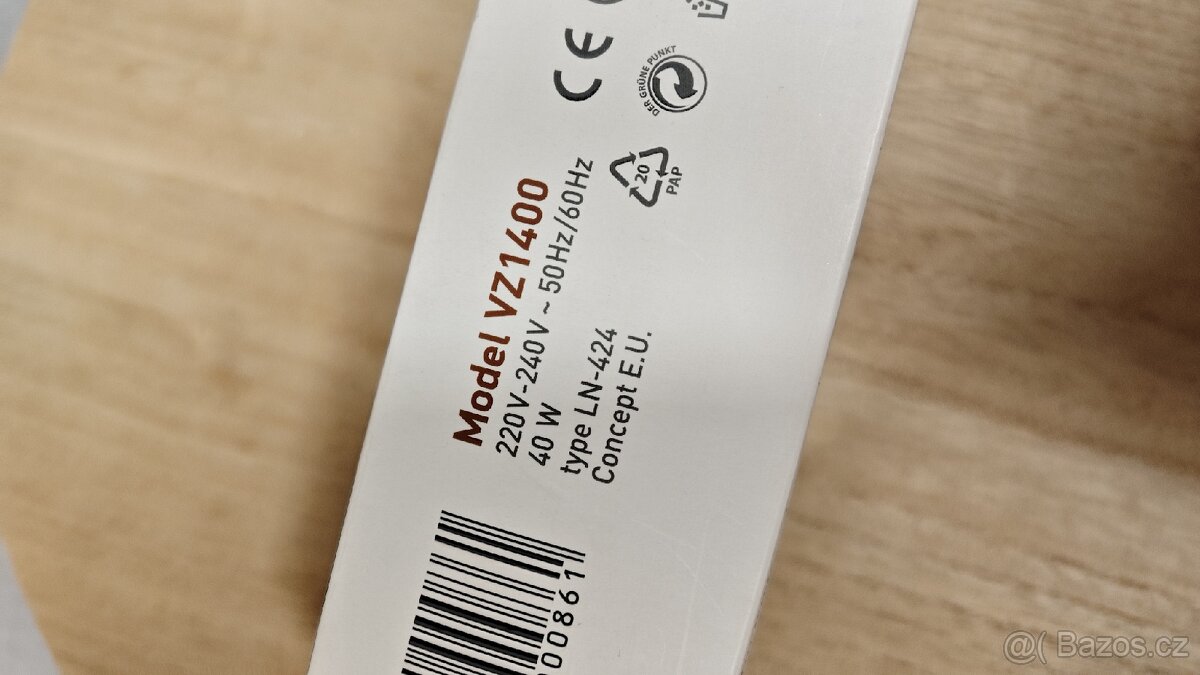 CE
DER GRÜNE PUNKT
20
PAP
Model VZ1400
220V-240V ~ 50Hz/60Hz
40 W
type LN-424
Concept E.U.
00861
@( Bazos.cz